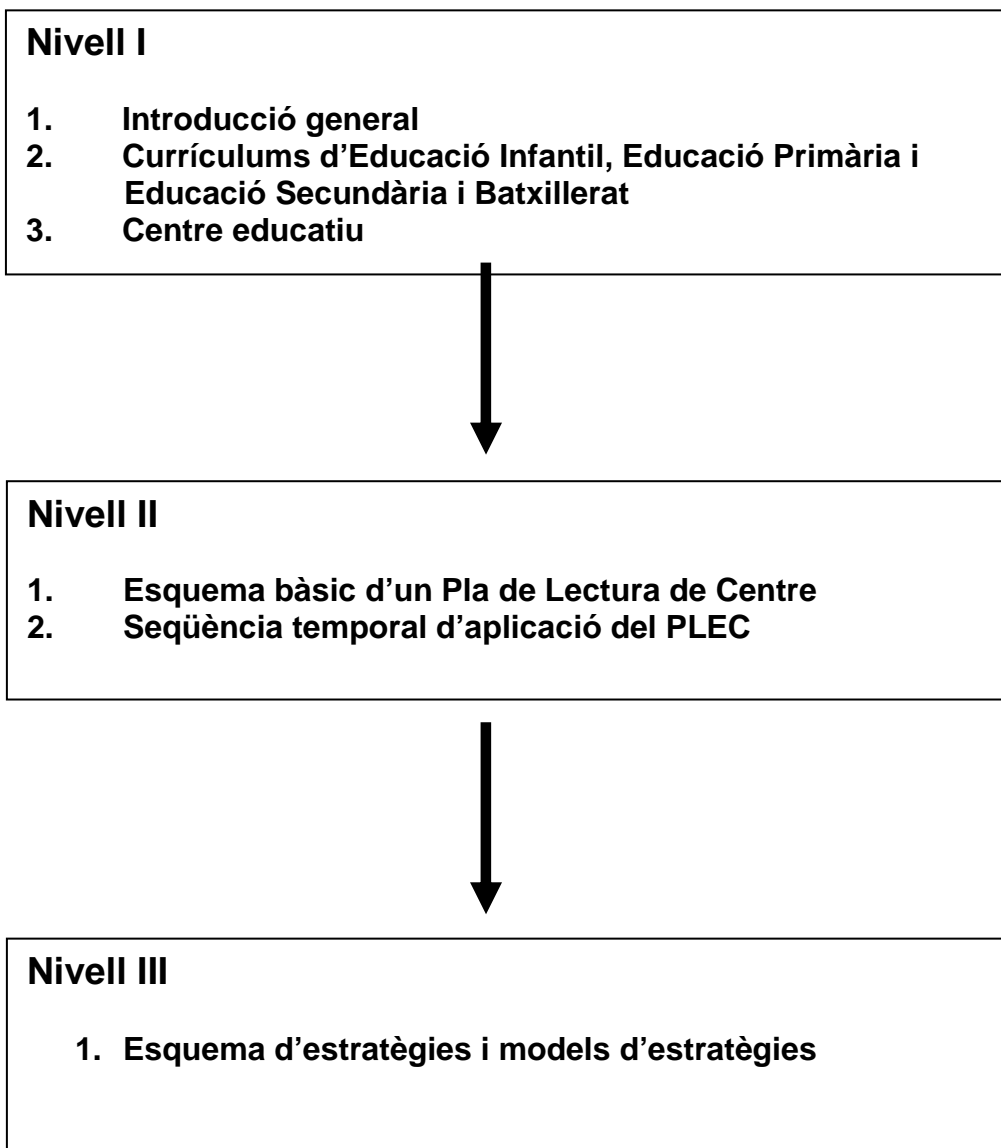 Nivell I
1. Introducció general
2. Currículums d'Educació Infantil, Educació Primària i
Educació Secundària i Batxillerat
3. Centre educatiu
Nivell II
1. Esquema bàsic d'un Pla de Lectura de Centre
2. Seqüència temporal d'aplicació del PLEC
Nivell III
1. Esquema d'estratègies i models d'estratègies